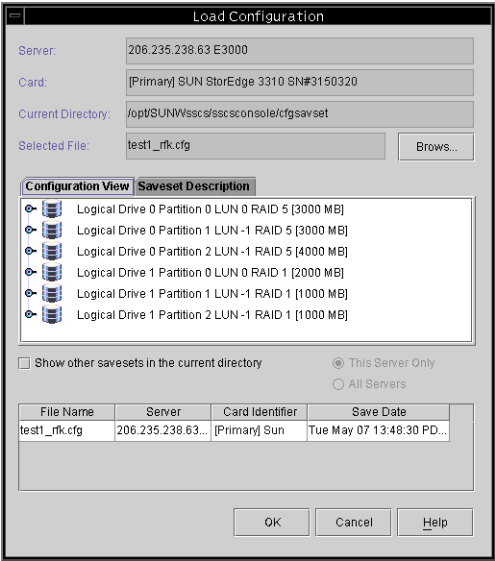 Load Configuration
Server: 206.235.238.63 E3000
Card: [Primary] SUN StorEdge 3310 SN#3150320
Current Directory: /opt/SUNWsscs/sscsconsole/cfgsavset
Selected File: test1_rfk.cfg Brows...
Configuration View Saveset Description
Logical Drive 0 Partition 0 LUN 0 RAID 5 [3000 MB]
Logical Drive 0 Partition 1 LUN -1 RAID 5 [3000 MB]
Logical Drive 0 Partition 2 LUN -1 RAID 5 [4000 MB]
Logical Drive 1 Partition 0 LUN 0 RAID 1 [2000 MB]
Logical Drive 1 Partition 1 LUN -1 RAID 1 [1000 MB]
Logical Drive 1 Partition 2 LUN -1 RAID 1 [1000 MB]
Show other savesets in the current directory This Server Only
All Servers
File Name Server Card Identifier Save Date
test1_rfk.cfg 206.235.238.63... [Primary] Sun Tue May 07 13:48:30 PD...
OK Cancel Help